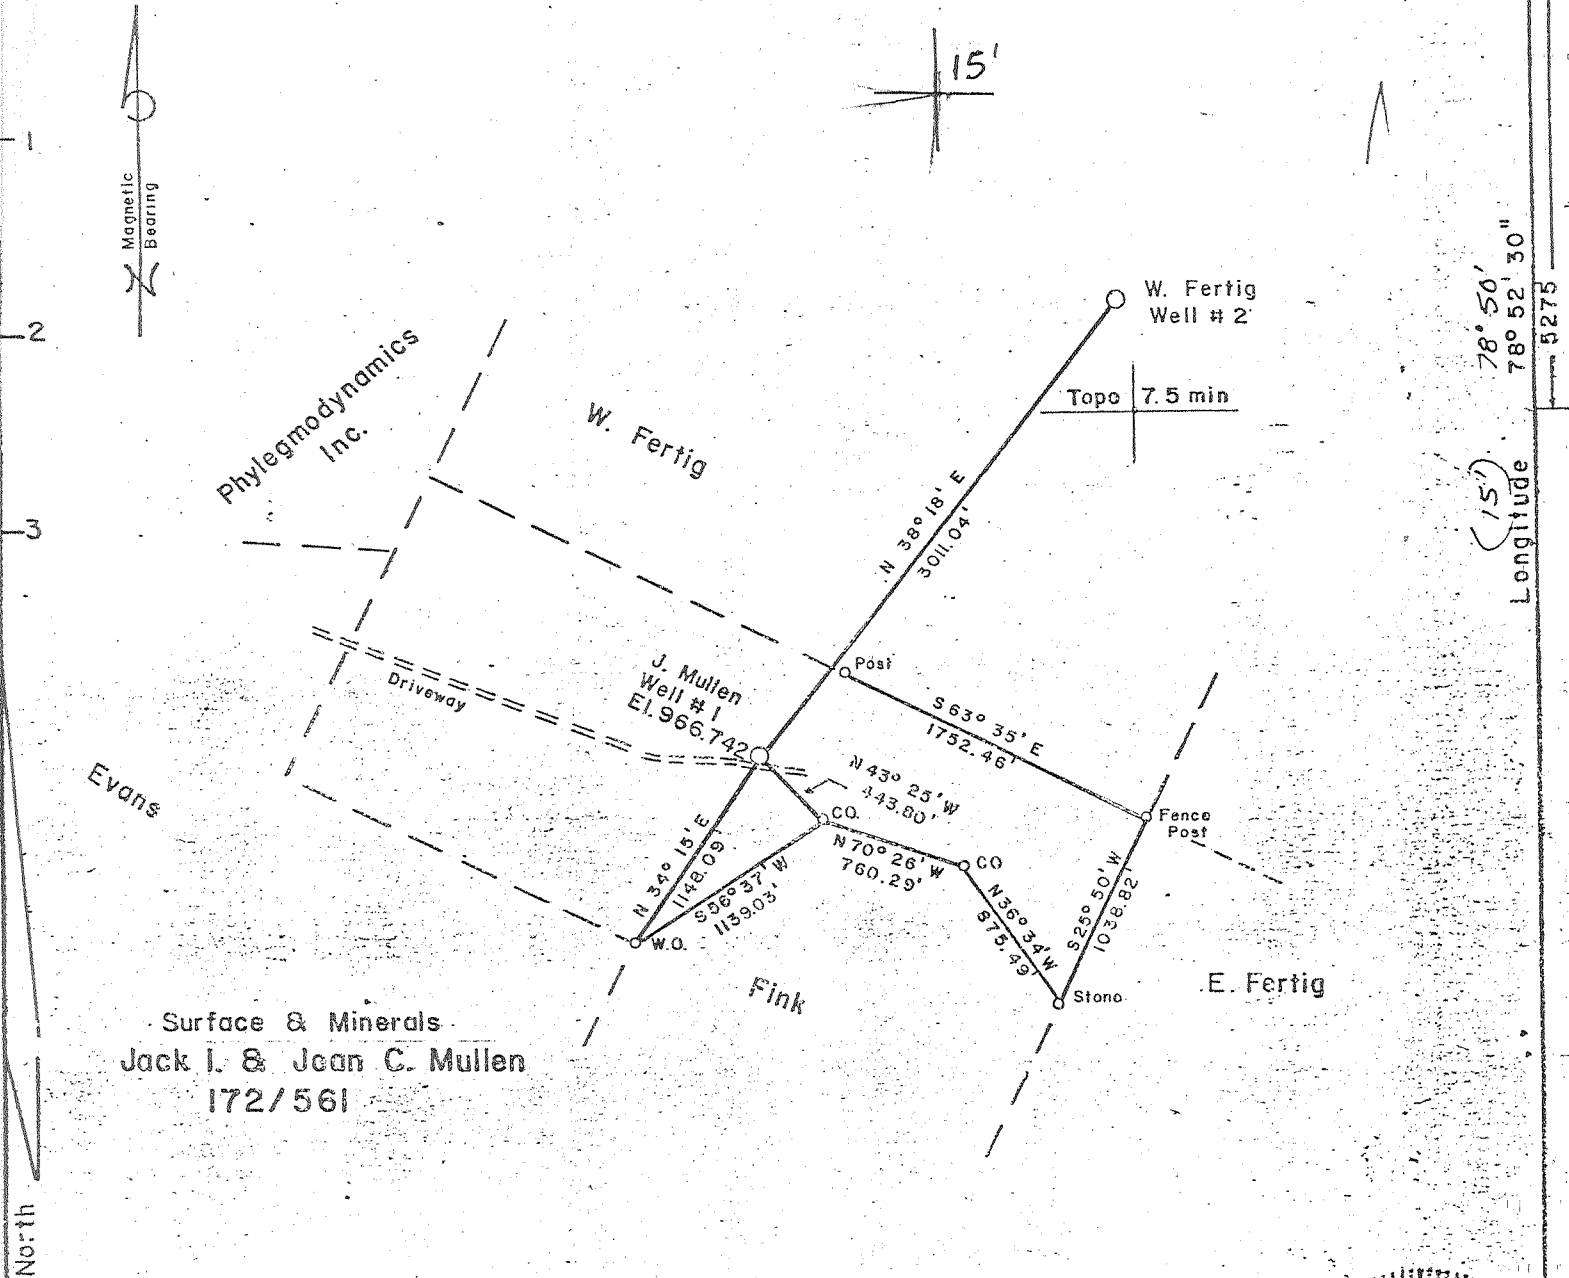 15'
1
Magnetic
Bearing
2
3
W. Fertig
Well # 2
78° 50'
78° 52' 30"
5275
(15')
Longitude
Topo 7.5 min
Phylegmodynamics
Inc.
W. Fertig
N 38° 18' E
3011.04'
Post
J. Mullen
Well # 1
El. 966.742
Driveway
S 63° 35' E
1752.46'
N 43° 25' W
443.80'
Evans
CO.
Fence
Post
N 70° 26' W
760.29'
CO
N 34° 15' E
1148.09'
S 56° 37' W
1139.03'
N 36° 34' W
875.49'
S 25° 50' W
1038.82'
W.O.
Stone
Fink
E. Fertig
Surface & Minerals
Jack I. & Joan C. Mullen
172/561
North